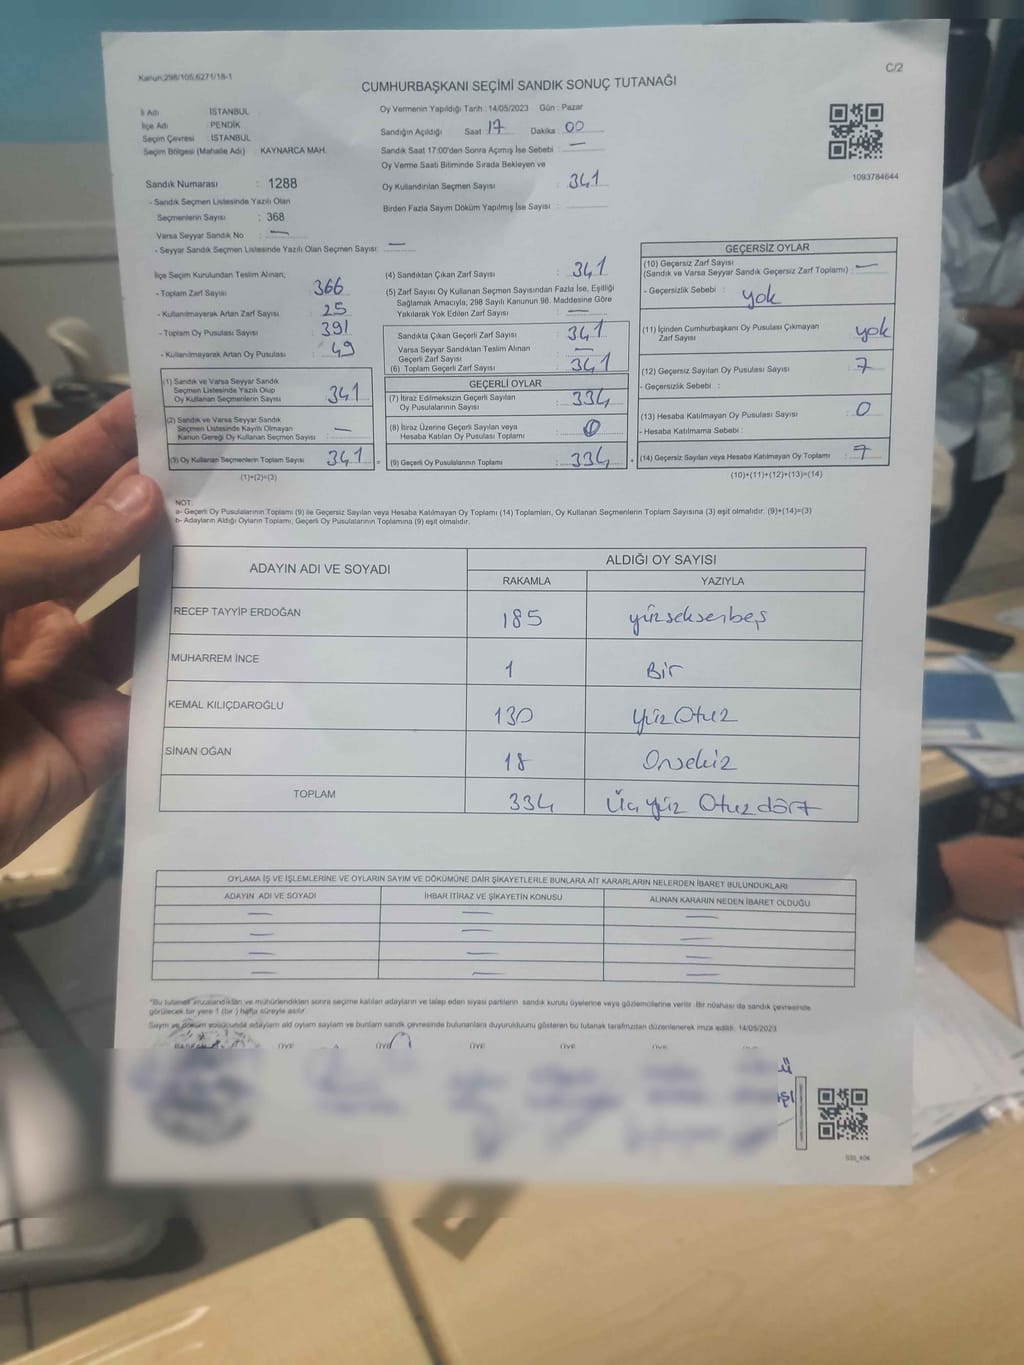 Kanun:298/105;6271/18-1
C/2
CUMHURBAŞKANI SEÇİMİ SANDIK SONUÇ TUTANAĞI
İl Adı İSTANBUL
İlçe Adı PENDİK
Seçim Çevresi İSTANBUL
Seçim Bölgesi (Mahalle Adı) KAYNARCA MAH.
Sandık Numarası : 1288
- Sandık Seçmen Listesinde Yazılı Olan
Seçmenlerin Sayısı : 368
Varsa Seyyar Sandık No : —
- Seyyar Sandık Seçmen Listesinde Yazılı Olan Seçmen Sayısı: —
Oy Vermenin Yapıldığı Tarih : 14/05/2023 Gün : Pazar
Sandığın Açıldığı Saat 17 Dakika : 00
Sandık Saat 17:00'den Sonra Açımış İse Sebebi : —
Oy Verme Saati Bitiminde Sırada Bekleyen ve
Oy Kullandırılan Seçmen Sayısı : 341
Birden Fazla Sayım Döküm Yapılmış İse Sayısı :
1093784644
İlçe Seçim Kurulundan Teslim Alınan;
- Toplam Zarf Sayısı : 366
- Kullanılmayarak Artan Zarf Sayısı : 25
- Toplam Oy Pusulası Sayısı : 391
- Kullanılmayarak Artan Oy Pusulası : 49
(1) Sandık ve Varsa Seyyar Sandık
Seçmen Listesinde Yazılı Olup
Oy Kullanan Seçmenlerin Sayısı : 341
(2) Sandık ve Varsa Seyyar Sandık
Seçmen Listesinde Kayıtlı Olmayan
Kanun Gereği Oy Kullanan Seçmen Sayısı : —
(3) Oy Kullanan Seçmenlerin Toplam Sayısı : 341
(1)+(2)=(3)
(4) Sandıktan Çıkan Zarf Sayısı : 341
(5) Zarf Sayısı Oy Kullanan Seçmen Sayısından Fazla İse, Eşitliği
Sağlamak Amacıyla; 298 Sayılı Kanunun 98. Maddesine Göre
Yakılarak Yok Edilen Zarf Sayısı : —
Sandıkta Çıkan Geçerli Zarf Sayısı : 341
Varsa Seyyar Sandıktan Teslim Alınan
Geçerli Zarf Sayısı : —
(6) Toplam Geçerli Zarf Sayısı : 341
GEÇERLİ OYLAR
(7) İtiraz Edilmeksizin Geçerli Sayılan
Oy Pusulalarının Sayısı : 334
(8) İtiraz Üzerine Geçerli Sayılan veya
Hesaba Katılan Oy Pusulası Toplamı : 0
= (9) Geçerli Oy Pusulalarının Toplamı : 334 +
GEÇERSİZ OYLAR
(10) Geçersiz Zarf Sayısı
(Sandık ve Varsa Seyyar Sandık Geçersiz Zarf Toplamı) : —
- Geçersizlik Sebebi : yok
(11) İçinden Cumhurbaşkanı Oy Pusulası Çıkmayan
Zarf Sayısı : yok
(12) Geçersiz Sayılan Oy Pusulası Sayısı : 7
- Geçersizlik Sebebi :
(13) Hesaba Katılmayan Oy Pusulası Sayısı : 0
- Hesaba Katılmama Sebebi :
(14) Geçersiz Sayılan veya Hesaba Katılmayan Oy Toplamı : 7
(10)+(11)+(12)+(13)=(14)
NOT:
a- Geçerli Oy Pusulalarının Toplamı (9) ile Geçersiz Sayılan veya Hesaba Katılmayan Oy Toplamı (14) Toplamları, Oy Kullanan Seçmenlerin Toplam Sayısına (3) eşit olmalıdır. (9)+(14)=(3)
b- Adayların Aldığı Oyların Toplamı, Geçerli Oy Pusulalarının Toplamına (9) eşit olmalıdır.
ADAYIN ADI VE SOYADI ALDIĞI OY SAYISI
RAKAMLA YAZIYLA
RECEP TAYYİP ERDOĞAN 185 yüzseksenbeş
MUHARREM İNCE 1 Bir
KEMAL KILIÇDAROĞLU 130 yüz Otuz
SİNAN OĞAN 18 Onsekiz
TOPLAM 334 Üç yüz Otuz dört
OYLAMA İŞ VE İŞLEMLERİNE VE OYLARIN SAYIM VE DÖKÜMÜNE DAİR ŞİKAYETLERLE BUNLARA AİT KARARLARIN NELERDEN İBARET BULUNDUKLARI
ADAYIN ADI VE SOYADI İHBAR İTİRAZ VE ŞİKAYETİN KONUSU ALINAN KARARIN NEDEN İBARET OLDUĞU
— — —
— — —
— — —
— — —
*Bu tutanak imzalandıktan ve mühürlendikten sonra seçime katılan adayların ve talep eden siyasi partilerin sandık kurulu üyelerine veya gözlemcilerine verilir. Bir nüshası da sandık çevresinde
görülecek bir yere 1 (bir) hafta süreyle asılır.
Sayım ve döküm sonucunda adayların aldığı oyların sayılarını ve bunların sandık çevresinde bulunanlara duyurulduğunu gösteren bu tutanak tarafımızdan düzenlenerek imza edildi. 14/05/2023
BAŞKAN ÜYE ÜYE ÜYE ÜYE ÜYE